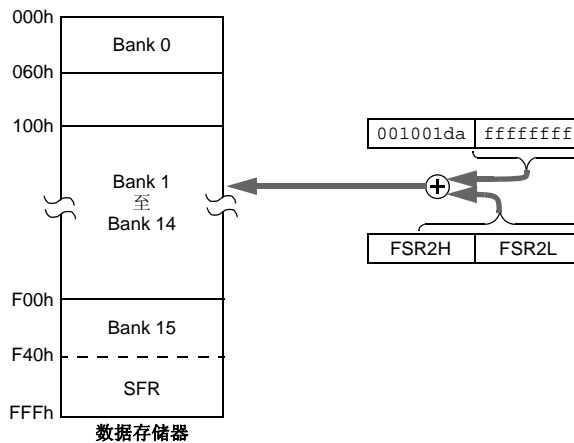 000h
Bank 0
060h
100h
001001da ffffffff
Bank 1
至
Bank 14
FSR2H FSR2L
F00h
Bank 15
F40h
SFR
FFFh
数据存储器